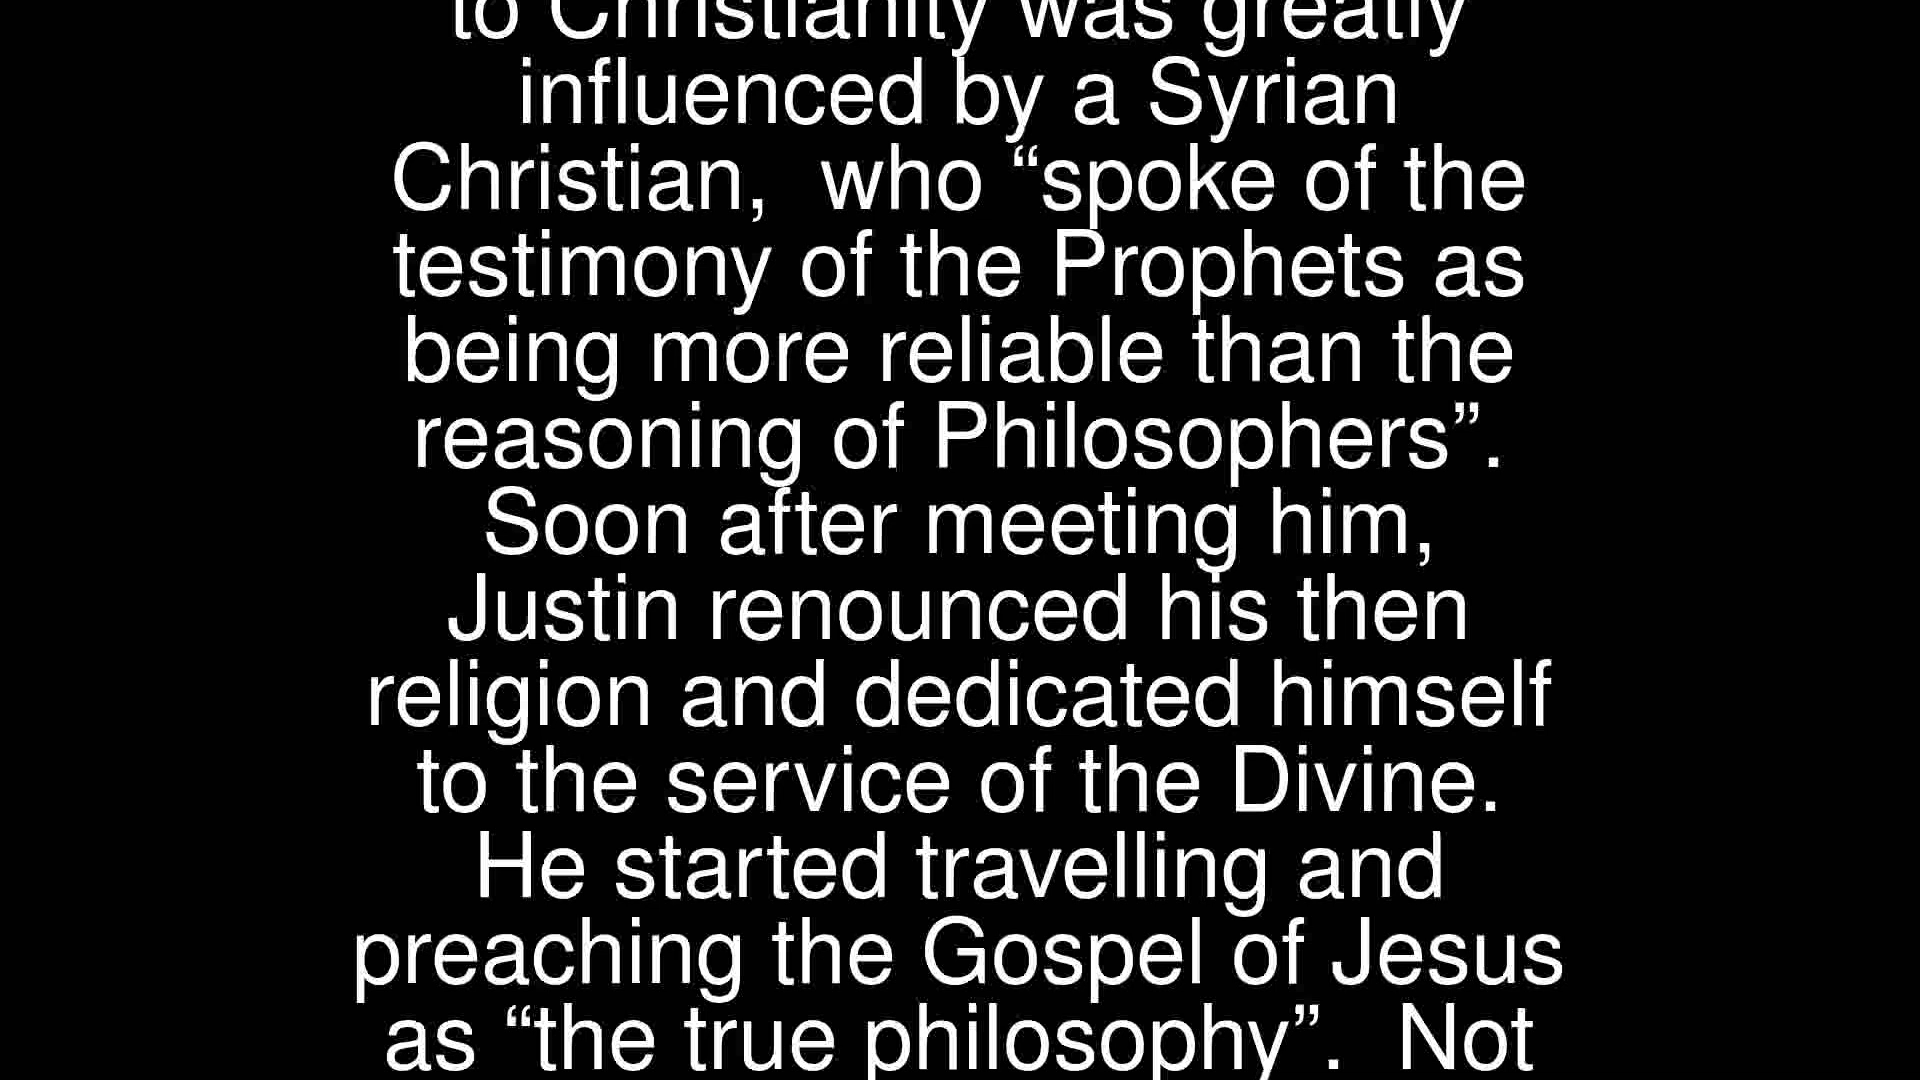 to Christianity was greatly
influenced by a Syrian
Christian,  who “spoke of the
testimony of the Prophets as
being more reliable than the
reasoning of Philosophers”.
Soon after meeting him,
Justin renounced his then
religion and dedicated himself
to the service of the Divine.
He started travelling and
preaching the Gospel of Jesus
as “the true philosophy”.  Not